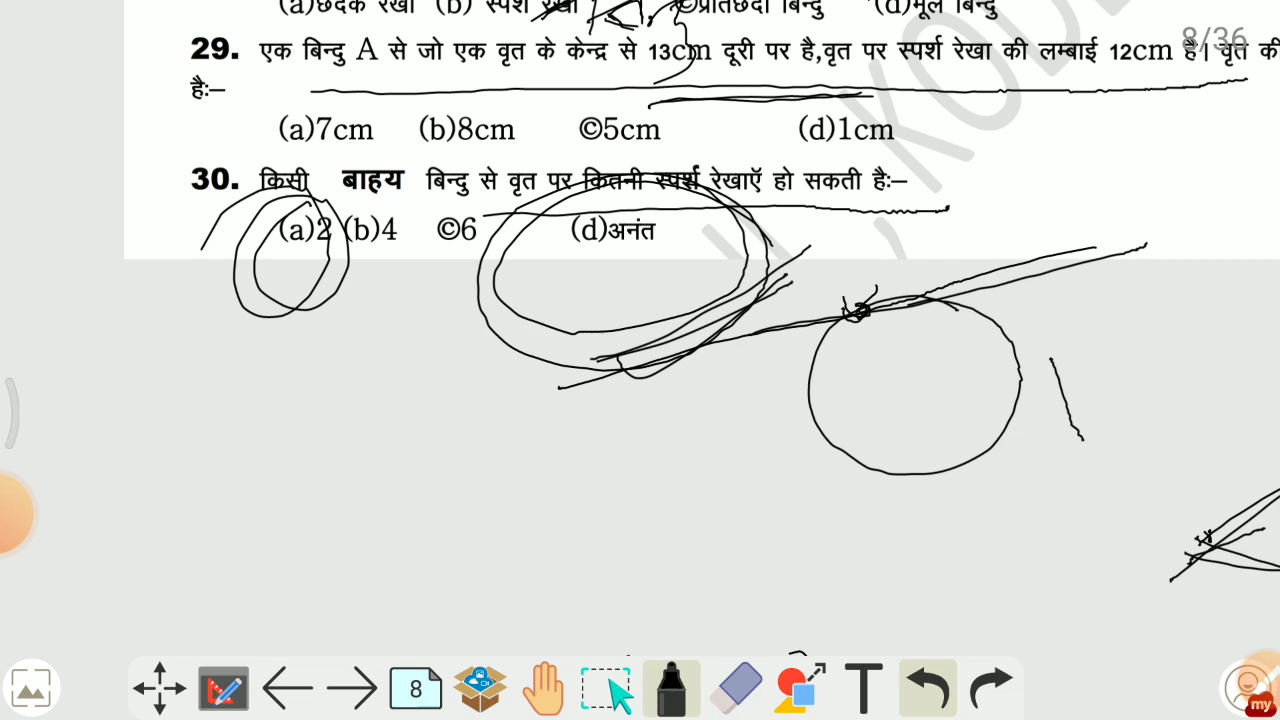 (a)छेदक रेखा (b) स्पर्श रेखा ©प्रतिछेदी बिन्दु (d)मूल बिन्दु
8/36
29. एक बिन्दु A से जो एक वृत के केन्द्र से 13cm दूरी पर है,वृत पर स्पर्श रेखा की लम्बाई 12cm है। वृत की
है:–
(a)7cm (b)8cm ©5cm (d)1cm
30. किसी बाहय बिन्दु से वृत पर कितनी स्पर्श रेखाएँ हो सकती है:–
(a)2 (b)4 ©6 (d)अनंत
8
T
my